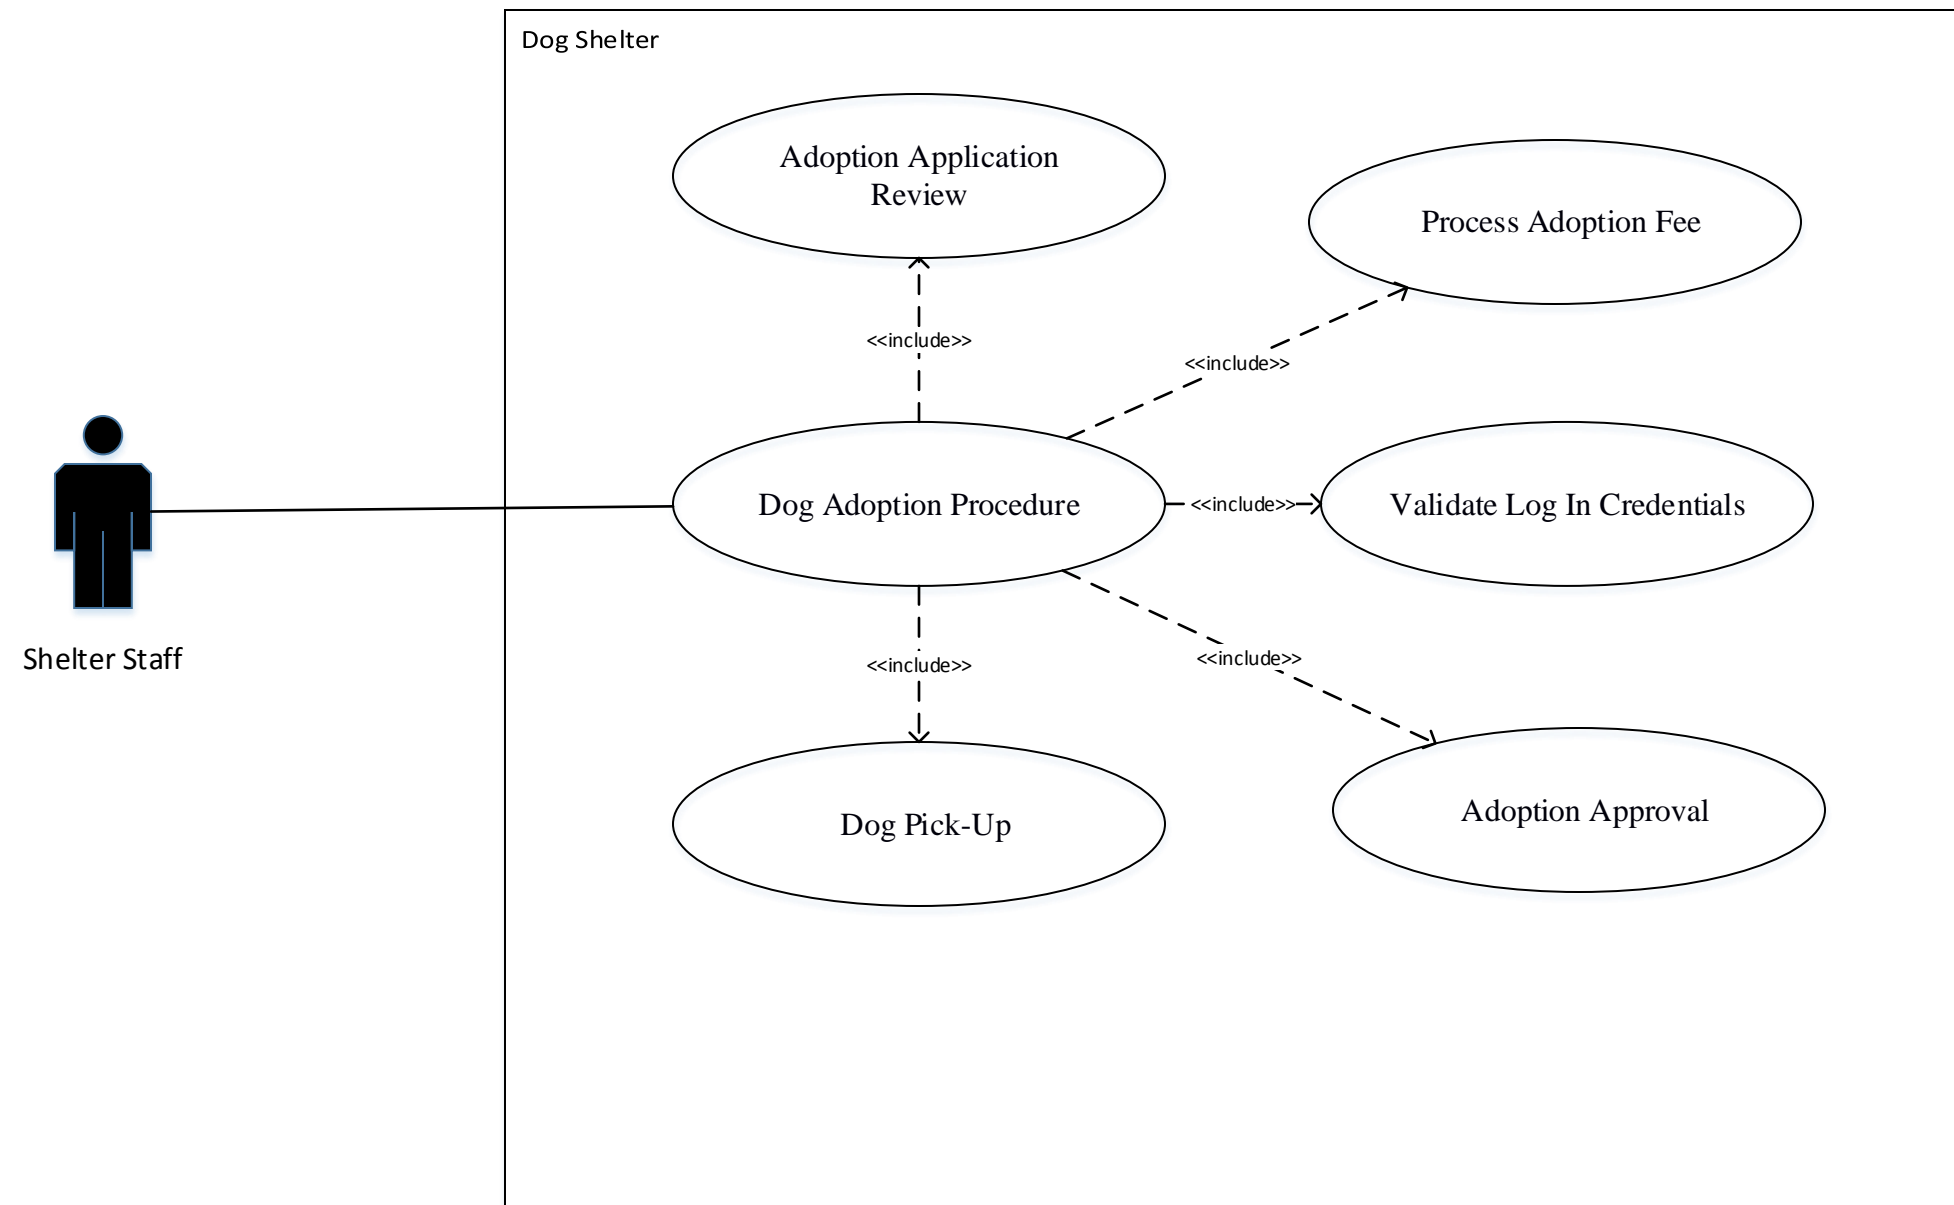 Dog Shelter
Adoption Application
Review
Process Adoption Fee
<<include>>
<<include>>
Dog Adoption Procedure
<<include>>
Validate Log In Credentials
Shelter Staff
<<include>>
<<include>>
Dog Pick-Up
Adoption Approval